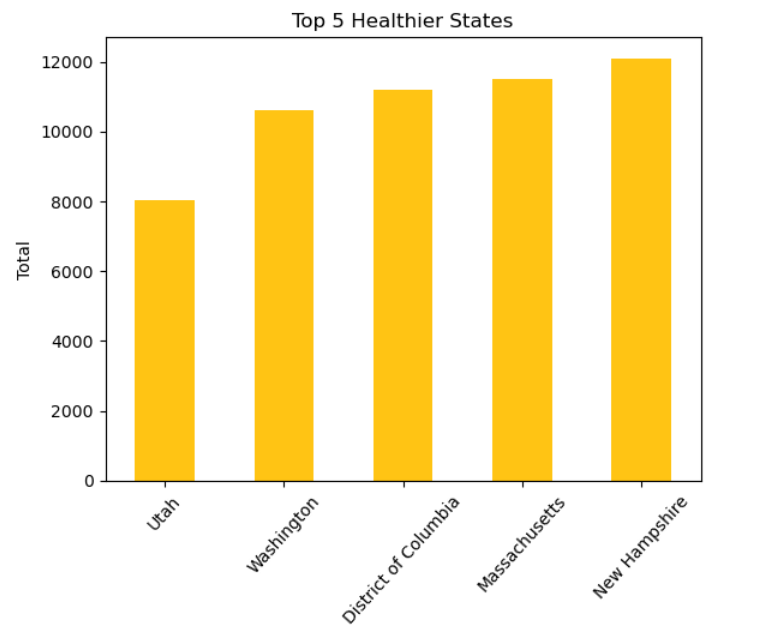 Top 5 Healthier States
Total
12000
10000
8000
6000
4000
2000
0
Utah
Washington
District of Columbia
Massachusetts
New Hampshire